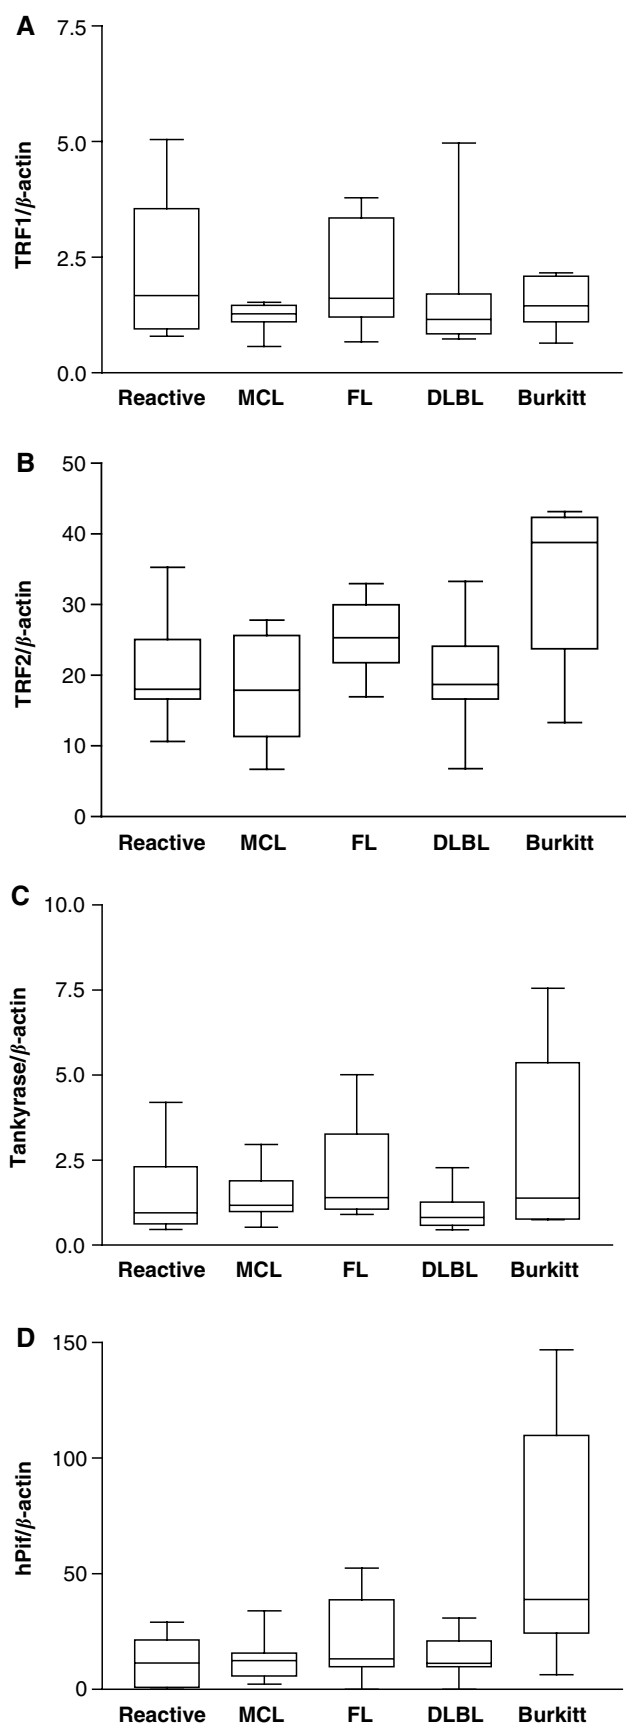 A
TRF1/β-actin
7.5
5.0
2.5
0.0
Reactive MCL FL DLBL Burkitt
B
TRF2/β-actin
50
40
30
20
10
0
Reactive MCL FL DLBL Burkitt
C
Tankyrase/β-actin
10.0
7.5
5.0
2.5
0.0
Reactive MCL FL DLBL Burkitt
D
hPif/β-actin
150
100
50
0
Reactive MCL FL DLBL Burkitt